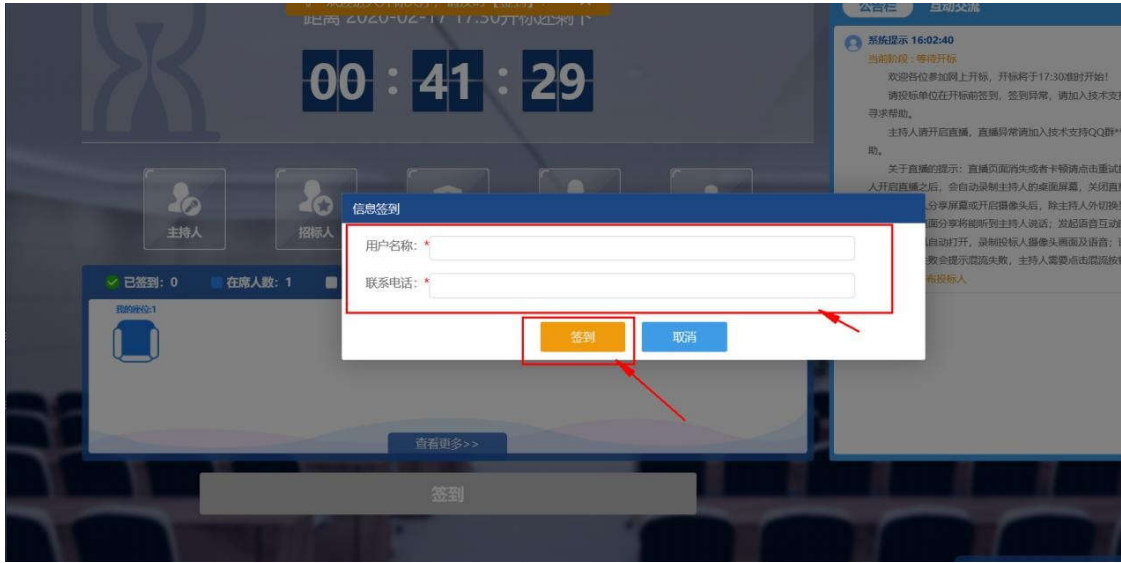 距离 2020-02-17 17:30开标还剩下
00 : 41 : 29
主持人
招标人
已签到: 0
在席人数: 1
我的座位:1
查看更多>>
签到
信息签到
用户名称: *
联系电话: *
签到
取消
公告栏
互动交流
系统提示 16:02:40
当前阶段: 等待开标
欢迎各位参加网上开标, 开标将于17:30准时开始!
请投标单位在开标前签到, 签到异常, 请加入技术支
寻求帮助。
主持人请开启直播, 直播异常请加入技术支持QQ群*
助。
关于直播的提示: 直播页面消失或者卡顿请点击重试
人开启直播之后, 会自动录制主持人的桌面屏幕, 关闭直
分享屏幕或开启摄像头后, 除主持人外切换
面分享将能听到主持人说话; 发起语音互动
自动打开, 录制投标人摄像头画面及语音;
败会提示混流失败, 主持人需要点击混流按
布投标人